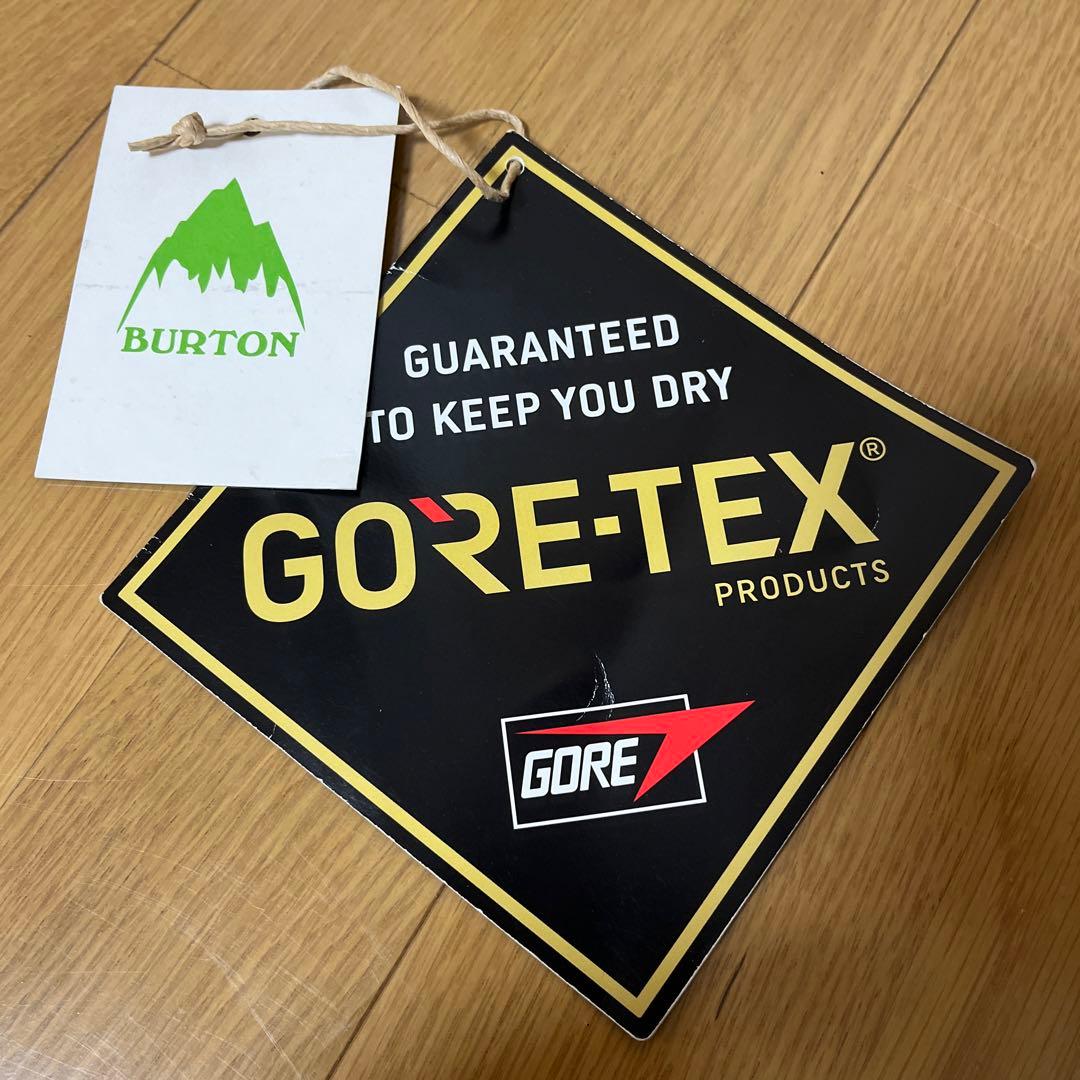 BURTON
GUARANTEED
TO KEEP YOU DRY
GORE-TEX®
PRODUCTS
GORE